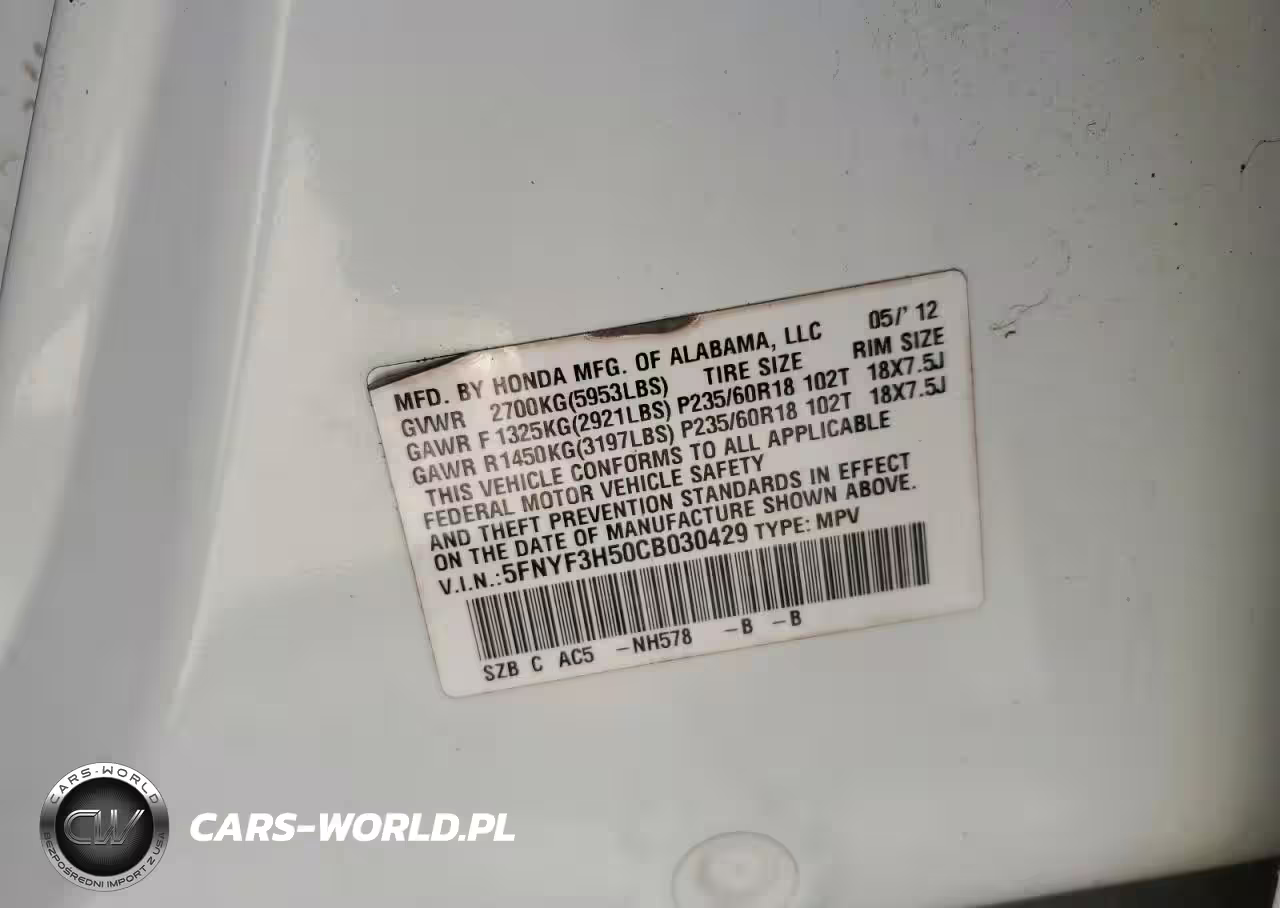 MFD. BY HONDA MFG. OF ALABAMA, LLC 05/' 12
GVWR 2700KG(5953LBS) TIRE SIZE RIM SIZE
GAWR F 1325KG(2921LBS) P235/60R18 102T 18X7.5J
GAWR R1450KG(3197LBS) P235/60R18 102T 18X7.5J
THIS VEHICLE CONFORMS TO ALL APPLICABLE
FEDERAL MOTOR VEHICLE SAFETY
AND THEFT PREVENTION STANDARDS IN EFFECT
ON THE DATE OF MANUFACTURE SHOWN ABOVE.
V.I.N.:5FNYF3H50CB030429 TYPE: MPV
SZB C AC5 -NH578 -B -B
CARS-WORLD
CW
BEZPOŚREDNI IMPORT Z USA
CARS-WORLD.PL